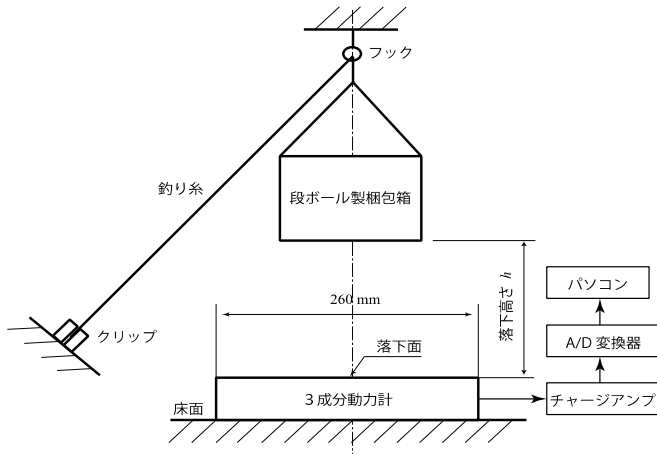 フック
釣り糸
段ボール製梱包箱
クリップ
260 mm
落下高さ h
パソコン
A/D 変換器
落下面
床面
3 成分動力計
チャージアンプ